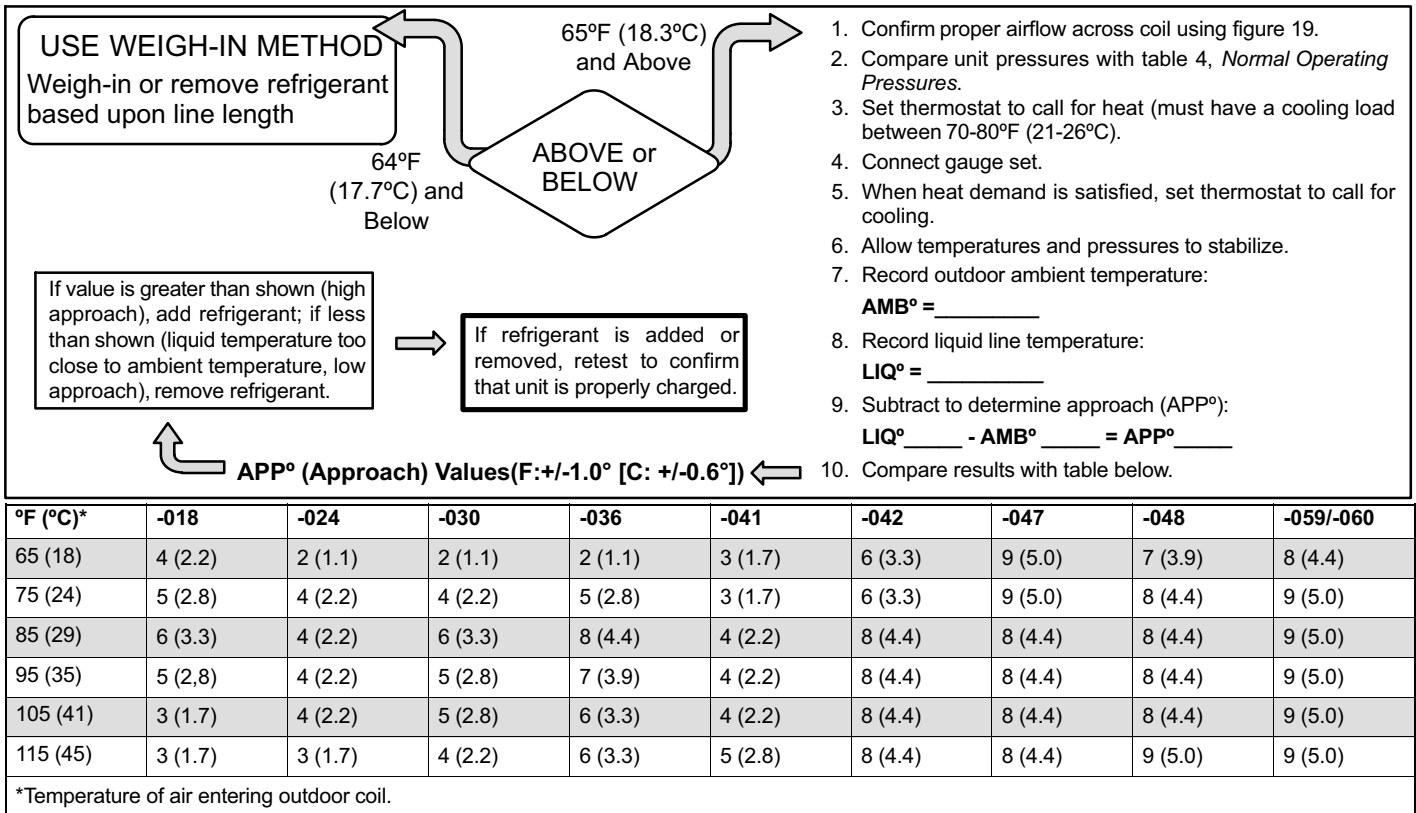 USE WEIGH-IN METHOD
Weigh-in or remove refrigerant
based upon line length
64ºF
(17.7ºC) and
Below
ABOVE or
BELOW
65ºF (18.3ºC)
and Above
1. Confirm proper airflow across coil using figure 19.
2. Compare unit pressures with table 4, Normal Operating
Pressures.
3. Set thermostat to call for heat (must have a cooling load
between 70-80ºF (21-26ºC).
4. Connect gauge set.
5. When heat demand is satisfied, set thermostat to call for
cooling.
6. Allow temperatures and pressures to stabilize.
7. Record outdoor ambient temperature:
AMBº =_________
8. Record liquid line temperature:
LIQº = __________
9. Subtract to determine approach (APPº):
LIQº_____ - AMBº _____ = APPº_____
10. Compare results with table below.
APPº (Approach) Values(F:+/-1.0° [C: +/-0.6°])
If value is greater than shown (high
approach), add refrigerant; if less
than shown (liquid temperature too
close to ambient temperature, low
approach), remove refrigerant.
If refrigerant is added or
removed, retest to confirm
that unit is properly charged.
ºF (ºC)* -018 -024 -030 -036 -041 -042 -047 -048 -059/-060
65 (18) 4 (2.2) 2 (1.1) 2 (1.1) 2 (1.1) 3 (1.7) 6 (3.3) 9 (5.0) 7 (3.9) 8 (4.4)
75 (24) 5 (2.8) 4 (2.2) 4 (2.2) 5 (2.8) 3 (1.7) 6 (3.3) 9 (5.0) 8 (4.4) 9 (5.0)
85 (29) 6 (3.3) 4 (2.2) 6 (3.3) 8 (4.4) 4 (2.2) 8 (4.4) 8 (4.4) 8 (4.4) 9 (5.0)
95 (35) 5 (2,8) 4 (2.2) 5 (2.8) 7 (3.9) 4 (2.2) 8 (4.4) 8 (4.4) 8 (4.4) 9 (5.0)
105 (41) 3 (1.7) 4 (2.2) 5 (2.8) 6 (3.3) 4 (2.2) 8 (4.4) 8 (4.4) 8 (4.4) 9 (5.0)
115 (45) 3 (1.7) 3 (1.7) 4 (2.2) 6 (3.3) 5 (2.8) 8 (4.4) 8 (4.4) 9 (5.0) 9 (5.0)
*Temperature of air entering outdoor coil.